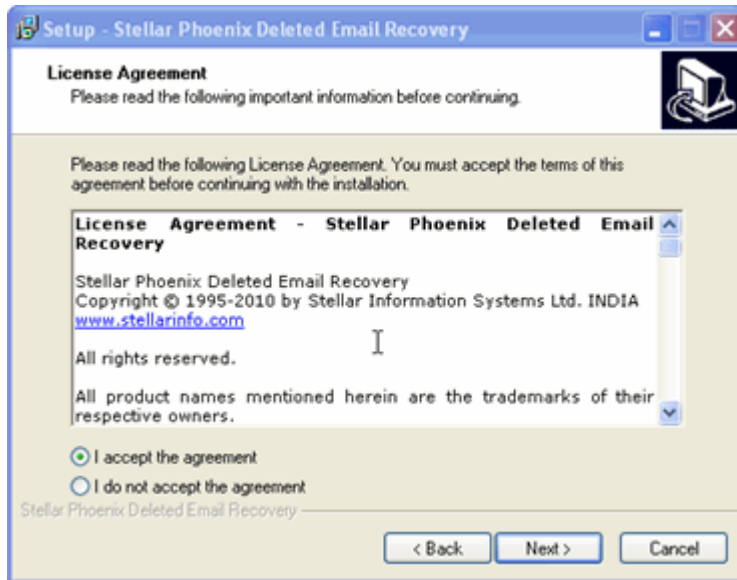 Setup - Stellar Phoenix Deleted Email Recovery
License Agreement
Please read the following important information before continuing.
Please read the following License Agreement. You must accept the terms of this
agreement before continuing with the installation.
License Agreement - Stellar Phoenix Deleted Email
Recovery
Stellar Phoenix Deleted Email Recovery
Copyright © 1995-2010 by Stellar Information Systems Ltd. INDIA
www.stellarinfo.com
All rights reserved.
All product names mentioned herein are the trademarks of their
respective owners.
I accept the agreement
I do not accept the agreement
Stellar Phoenix Deleted Email Recovery
< Back Next > Cancel